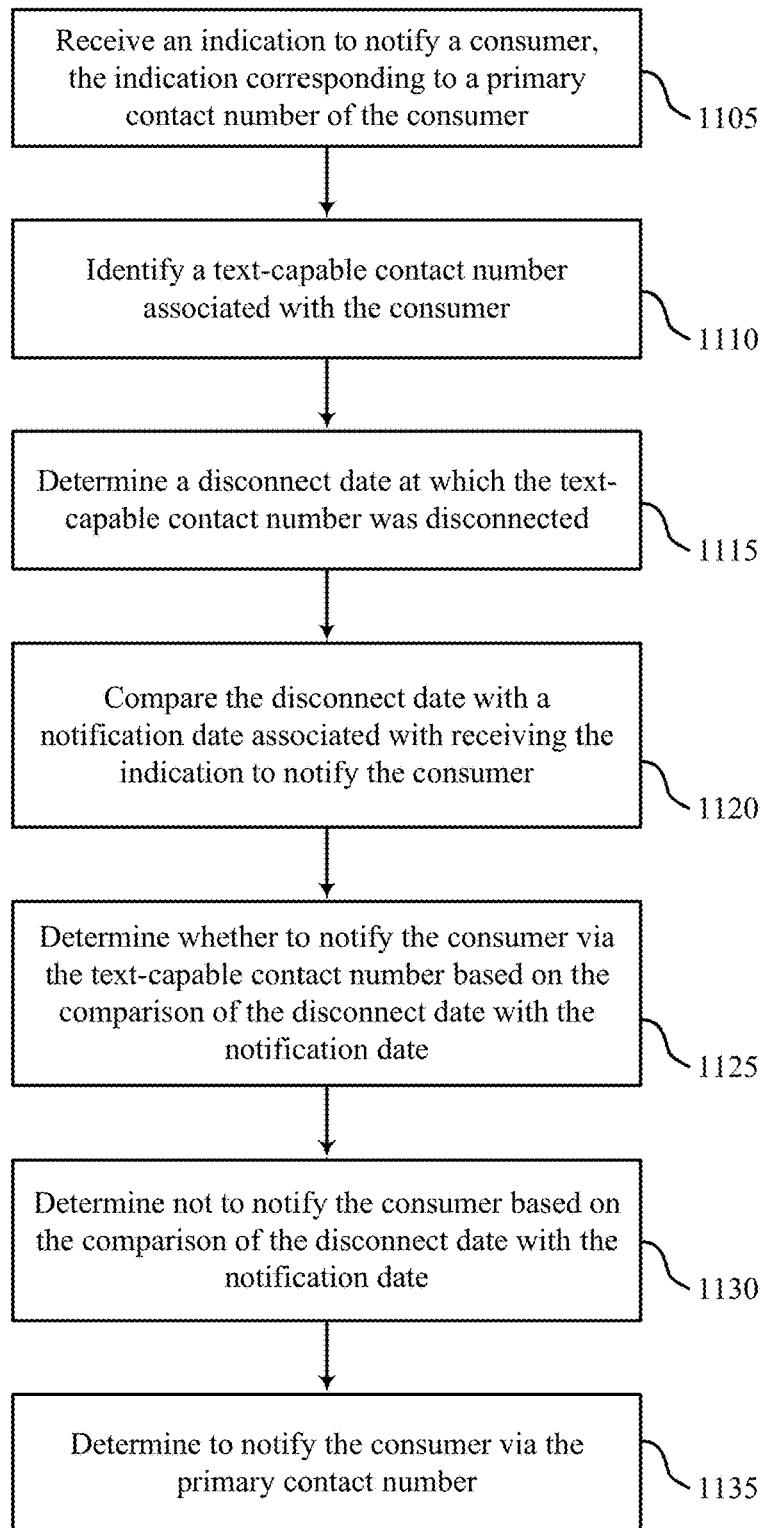 Receive an indication to notify a consumer,
the indication corresponding to a primary
contact number of the consumer
1105
Identify a text-capable contact number
associated with the consumer
1110
Determine a disconnect date at which the text-
capable contact number was disconnected
1115
Compare the disconnect date with a
notification date associated with receiving the
indication to notify the consumer
1120
Determine whether to notify the consumer via
the text-capable contact number based on the
comparison of the disconnect date with the
notification date
1125
Determine not to notify the consumer based on
the comparison of the disconnect date with the
notification date
1130
Determine to notify the consumer via the
primary contact number
1135